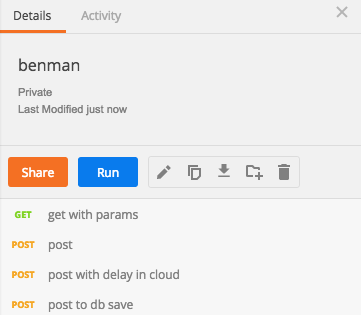 Details Activity
benman
Private
Last Modified just now
Share Run
GET get with params
POST post
POST post with delay in cloud
POST post to db save